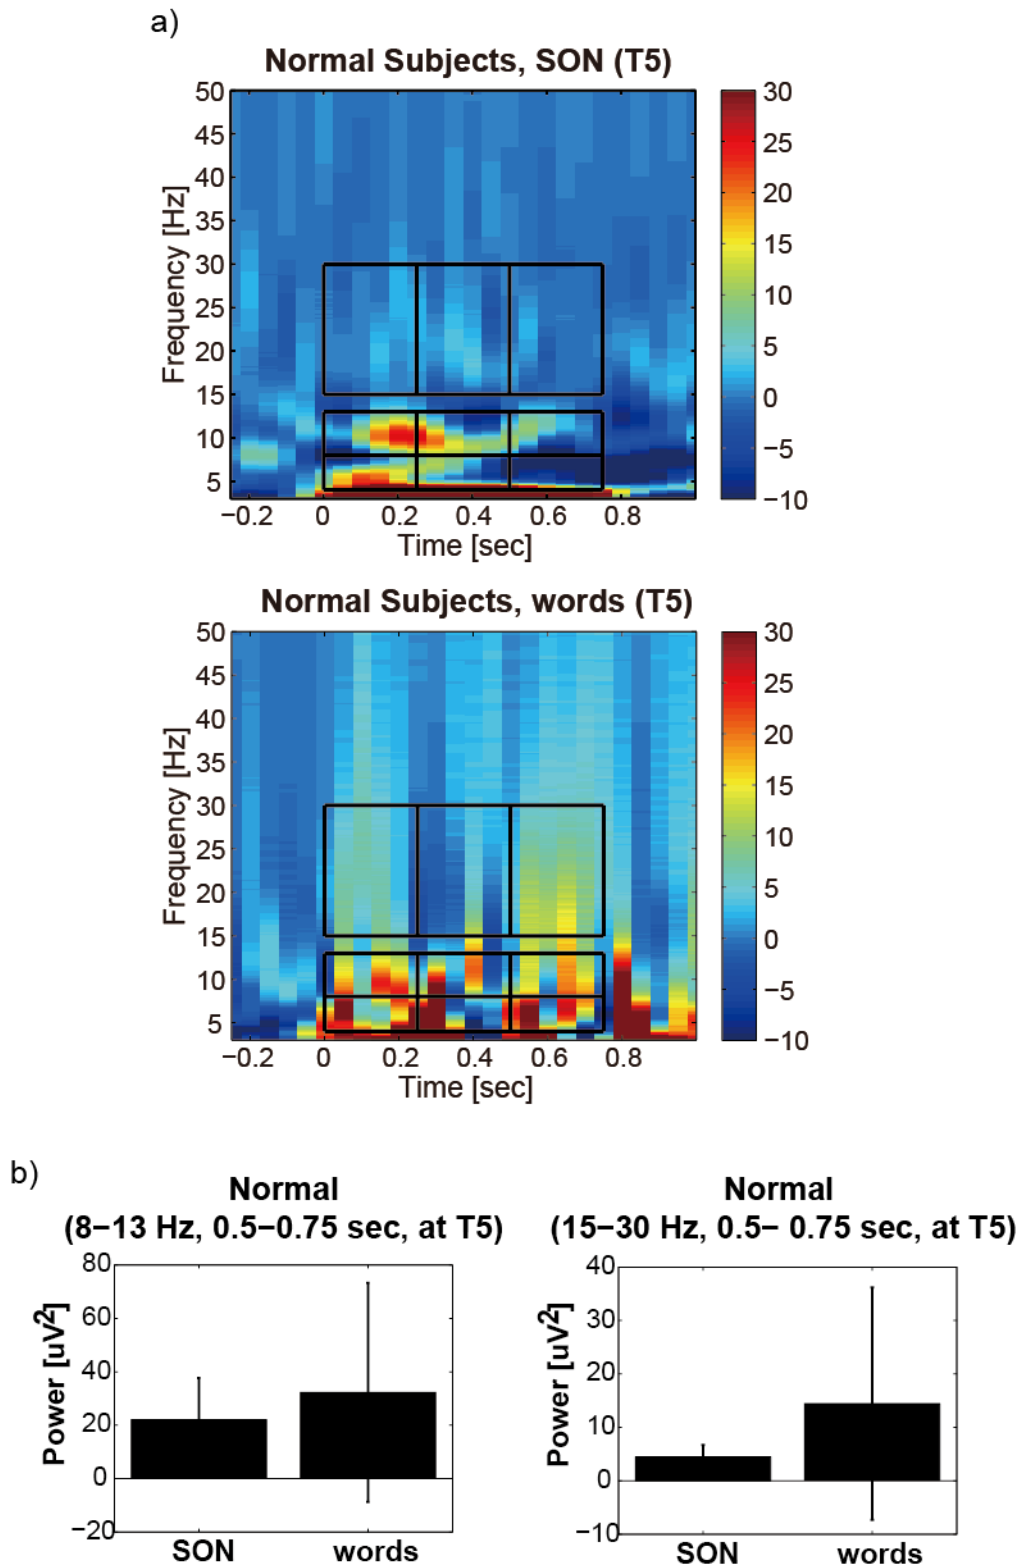 a)
Normal Subjects, SON (T5)
Frequency [Hz]
50
45
40
35
30
25
20
15
10
5
−0.2 0 0.2 0.4 0.6 0.8
Time [sec]
30
25
20
15
10
5
0
−5
−10
Normal Subjects, words (T5)
Frequency [Hz]
50
45
40
35
30
25
20
15
10
5
−0.2 0 0.2 0.4 0.6 0.8
Time [sec]
30
25
20
15
10
5
0
−5
−10
b)
Normal
(8−13 Hz, 0.5−0.75 sec, at T5)
Power [uV²]
80
60
40
20
0
−20
SON words
Normal
(15−30 Hz, 0.5− 0.75 sec, at T5)
Power [uV²]
40
30
20
10
0
−10
SON words